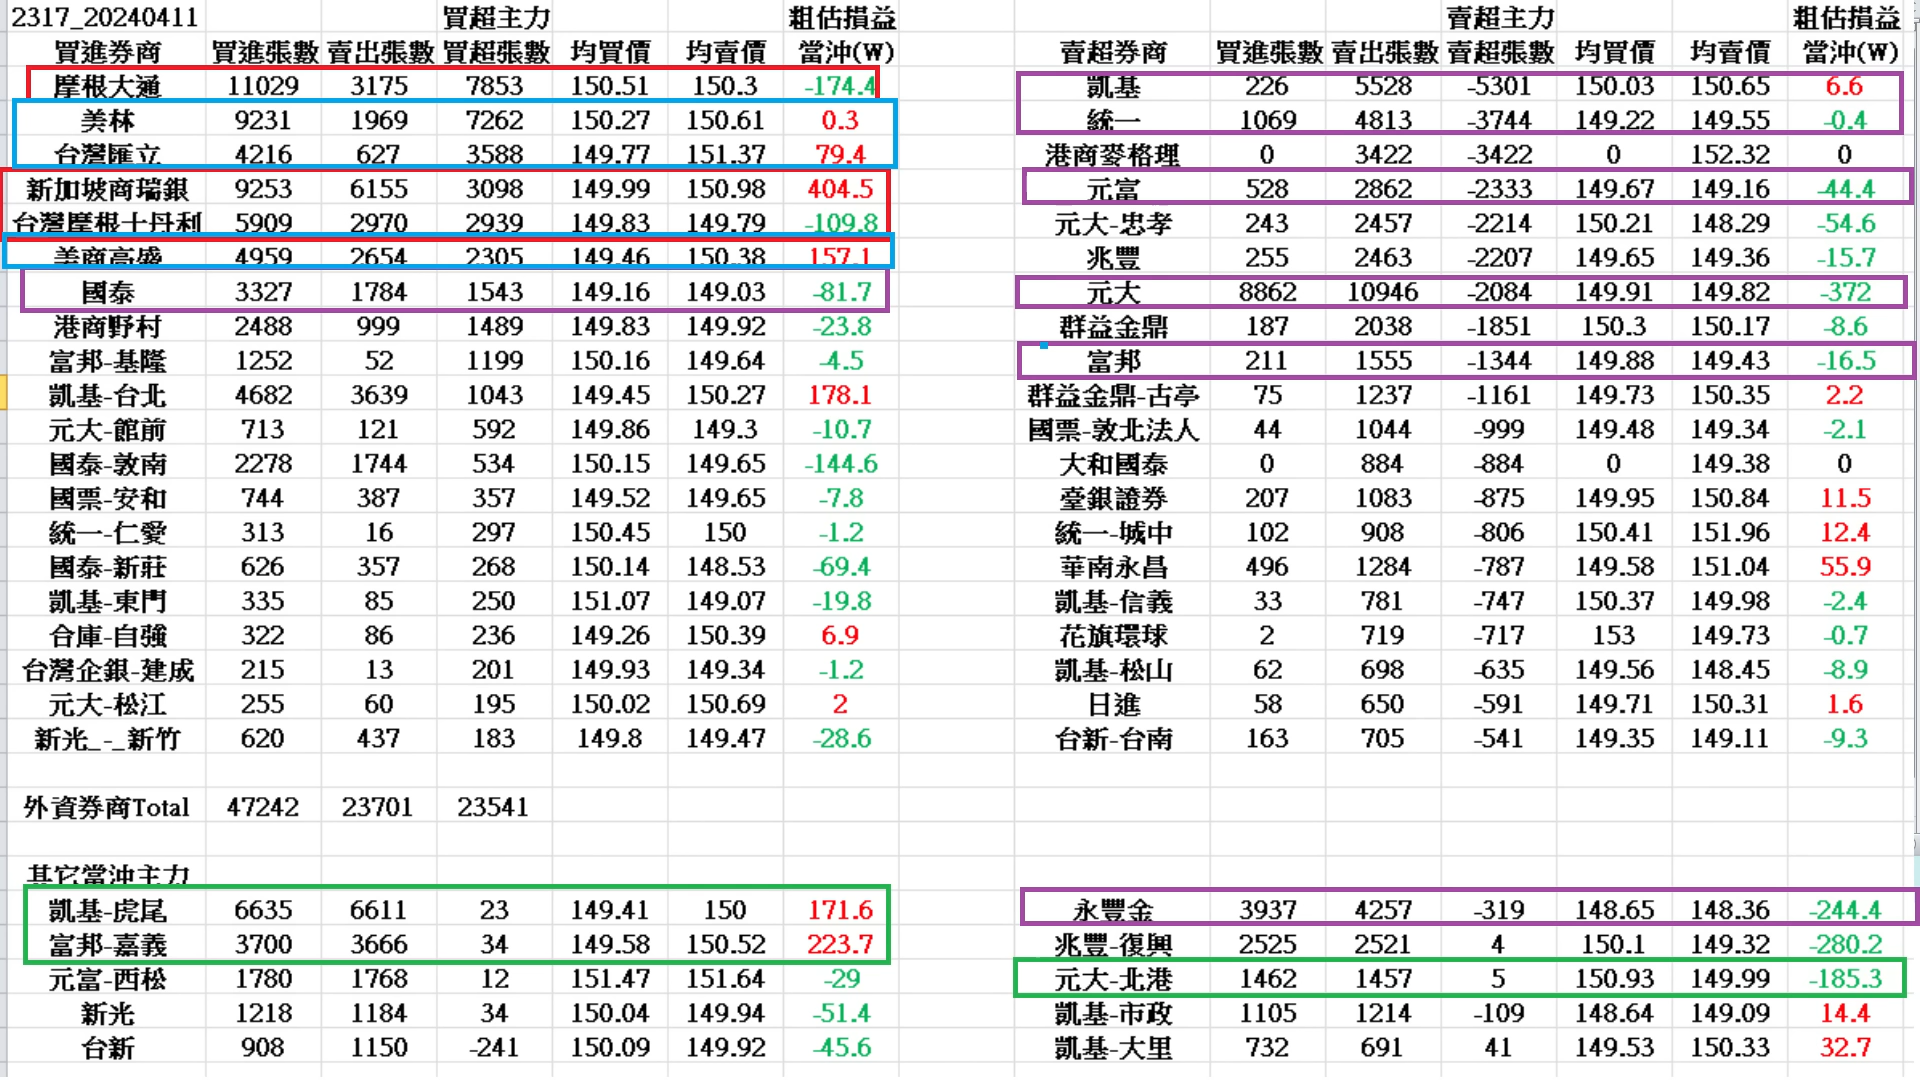 2317_20240411 買超主力 粗估損益 賣超主力 粗估損益
買進券商 買進張數 賣出張數 買超張數 均買價 均賣價 當沖(W) 賣超券商 買進張數 賣出張數 賣超張數 均買價 均賣價 當沖(W)
摩根大通 11029 3175 7853 150.51 150.3 -174.4 凱基 226 5528 -5301 150.03 150.65 6.6
美林 9231 1969 7262 150.27 150.61 0.3 統一 1069 4813 -3744 149.22 149.55 -0.4
台灣匯立 4216 627 3588 149.77 151.37 79.4 港商麥格理 0 3422 -3422 0 152.32 0
新加坡商瑞銀 9253 6155 3098 149.99 150.98 404.5 元富 528 2862 -2333 149.67 149.16 -44.4
台灣摩根士丹利 5909 2970 2939 149.83 149.79 -109.8 元大-忠孝 243 2457 -2214 150.21 148.29 -54.6
美商高盛 4959 2654 2305 149.46 150.38 157.1 兆豐 255 2463 -2207 149.65 149.36 -15.7
國泰 3327 1784 1543 149.16 149.03 -81.7 元大 8862 10946 -2084 149.91 149.82 -372
港商野村 2488 999 1489 149.83 149.92 -23.8 群益金鼎 187 2038 -1851 150.3 150.17 -8.6
富邦-基隆 1252 52 1199 150.16 149.64 -4.5 富邦 211 1555 -1344 149.88 149.43 -16.5
凱基-台北 4682 3639 1043 149.45 150.27 178.1 群益金鼎-古亭 75 1237 -1161 149.73 150.35 2.2
元大-館前 713 121 592 149.86 149.3 -10.7 國票-敦北法人 44 1044 -999 149.48 149.34 -2.1
國泰-敦南 2278 1744 534 150.15 149.65 -144.6 大和國泰 0 884 -884 0 149.38 0
國票-安和 744 387 357 149.52 149.65 -7.8 臺銀證券 207 1083 -875 149.95 150.84 11.5
統一-仁愛 313 16 297 150.45 150 -1.2 統一-城中 102 908 -806 150.41 151.96 12.4
國泰-新莊 626 357 268 150.14 148.53 -69.4 華南永昌 496 1284 -787 149.58 151.04 55.9
凱基-東門 335 85 250 151.07 149.07 -19.8 凱基-信義 33 781 -747 150.37 149.98 -2.4
合庫-自強 322 86 236 149.26 150.39 6.9 花旗環球 2 719 -717 153 149.73 -0.7
台灣企銀-建成 215 13 201 149.93 149.34 -1.2 凱基-松山 62 698 -635 149.56 148.45 -8.9
元大-松江 255 60 195 150.02 150.69 2 日進 58 650 -591 149.71 150.31 1.6
新光_-_新竹 620 437 183 149.8 149.47 -28.6 台新-台南 163 705 -541 149.35 149.11 -9.3
外資券商Total 47242 23701 23541
其它當沖主力
凱基-虎尾 6635 6611 23 149.41 150 171.6 永豐金 3937 4257 -319 148.65 148.36 -244.4
富邦-嘉義 3700 3666 34 149.58 150.52 223.7 兆豐-復興 2525 2521 4 150.1 149.32 -280.2
元富-西松 1780 1768 12 151.47 151.64 -29 元大-北港 1462 1457 5 150.93 149.99 -185.3
新光 1218 1184 34 150.04 149.94 -51.4 凱基-市政 1105 1214 -109 148.64 149.09 14.4
台新 908 1150 -241 150.09 149.92 -45.6 凱基-大里 732 691 41 149.53 150.33 32.7